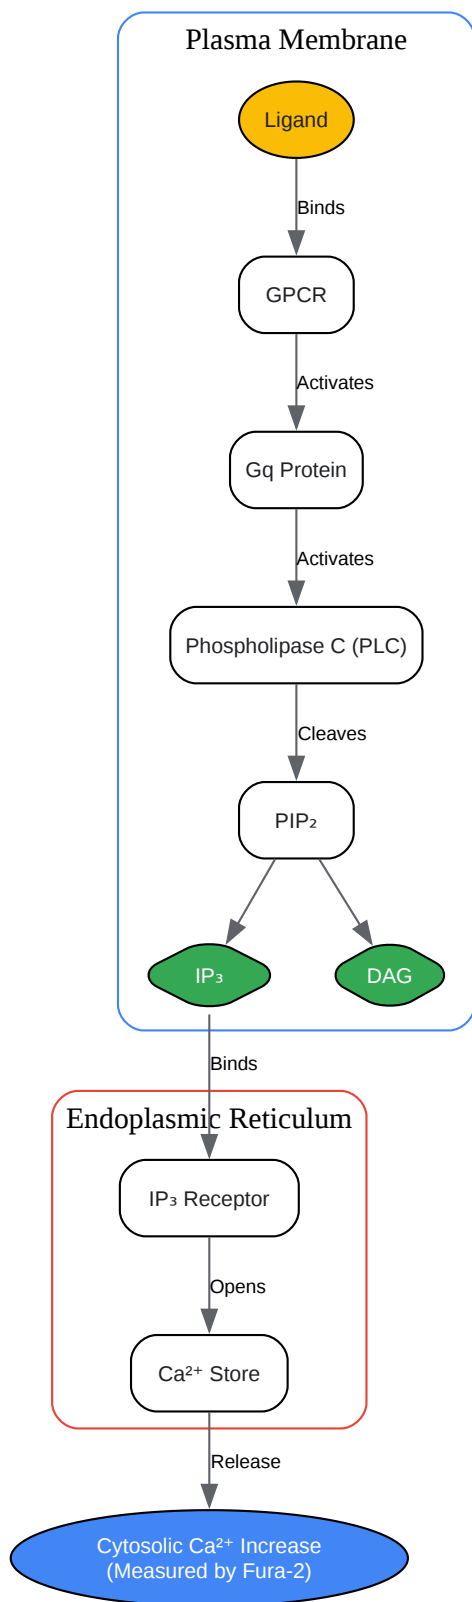 Plasma Membrane
Ligand
Binds
GPCR
Activates
Gq Protein
Activates
Phospholipase C (PLC)
Cleaves
PIP₂
IP₃
DAG
Binds
Endoplasmic Reticulum
IP₃ Receptor
Opens
Ca²⁺ Store
Release
Cytosolic Ca²⁺ Increase
(Measured by Fura-2)